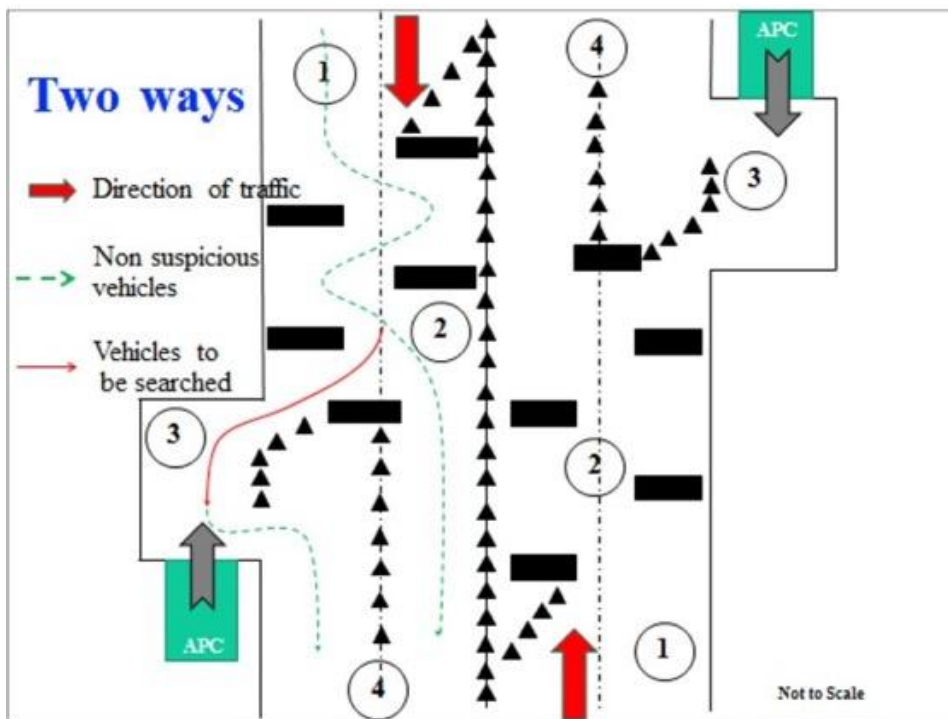 1
4
APC
Two ways
3
Direction of traffic
Non suspicious
vehicles
2
Vehicles to
be searched
3
2
APC
1
4
Not to Scale